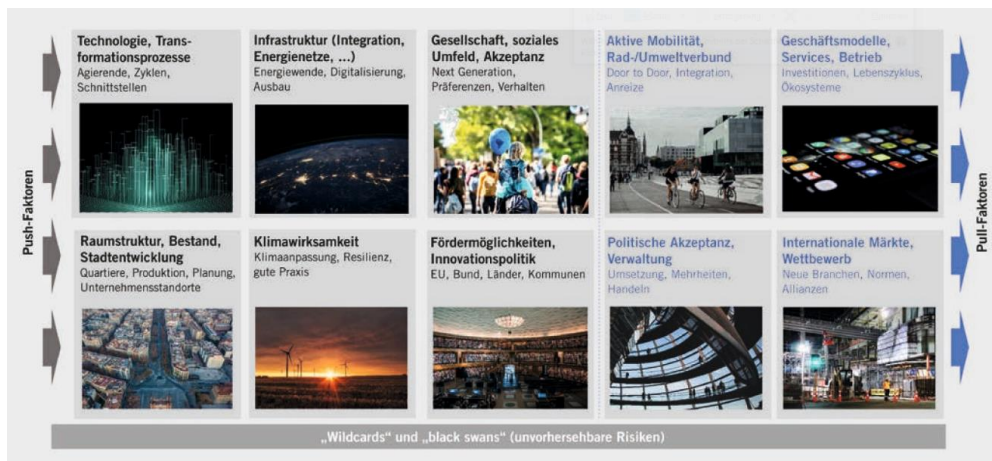 Push-Faktoren
Technologie, Trans-
formationsprozesse
Agierende, Zyklen,
Schnittstellen
Infrastruktur (Integration,
Energienetze, ...)
Energiewende, Digitalisierung,
Ausbau
Gesellschaft, soziales
Umfeld, Akzeptanz
Next Generation,
Präferenzen, Verhalten
Aktive Mobilität,
Rad-/Umweltverbund
Door to Door, Integration,
Anreize
Geschäftsmodelle,
Services, Betrieb
Investitionen, Lebenszyklus,
Ökosysteme
Raumstruktur, Bestand,
Stadtentwicklung
Quartiere, Produktion, Planung,
Unternehmensstandorte
Klimawirksamkeit
Klimaanpassung, Resilienz,
gute Praxis
Fördermöglichkeiten,
Innovationspolitik
EU, Bund, Länder, Kommunen
Politische Akzeptanz,
Verwaltung
Umsetzung, Mehrheiten,
Handeln
Internationale Märkte,
Wettbewerb
Neue Branchen, Normen,
Allianzen
Pull-Faktoren
„Wildcards“ und „black swans“ (unvorhersehbare Risiken)